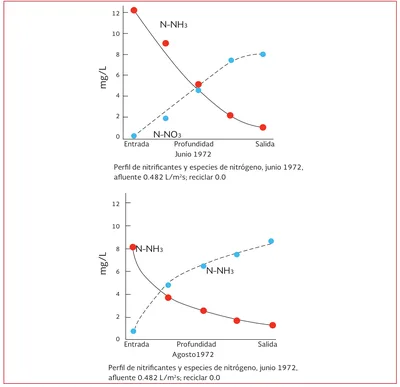 12
N-NH3
10
8
mg/L
6
4
2
N-NO3
0
Entrada Profundidad Salida
Junio 1972
Perfil de nitrificantes y especies de nitrógeno, junio 1972,
afluente 0.482 L/m²s; reciclar 0.0
12
10
8
N-NH3
N-NH3
mg/L
6
4
2
0
Entrada Profundidad Salida
Agosto1972
Perfil de nitrificantes y especies de nitrógeno, junio 1972,
afluente 0.482 L/m²s; reciclar 0.0